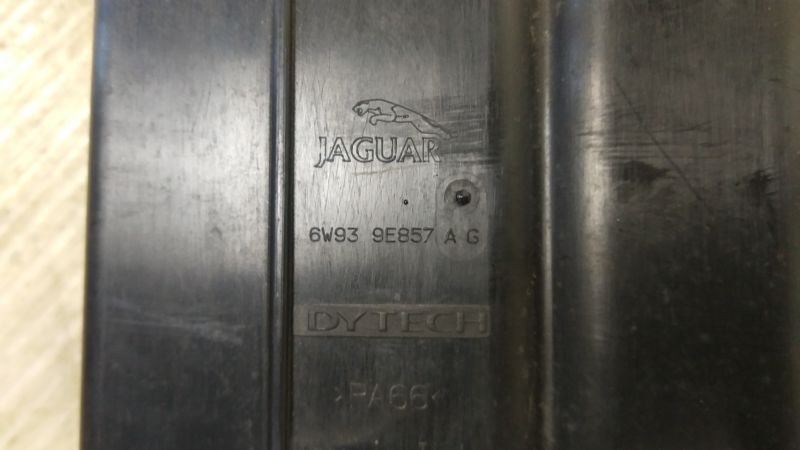 JAGUAR
6W93 9E857 A G
DYTECH
>PA66<